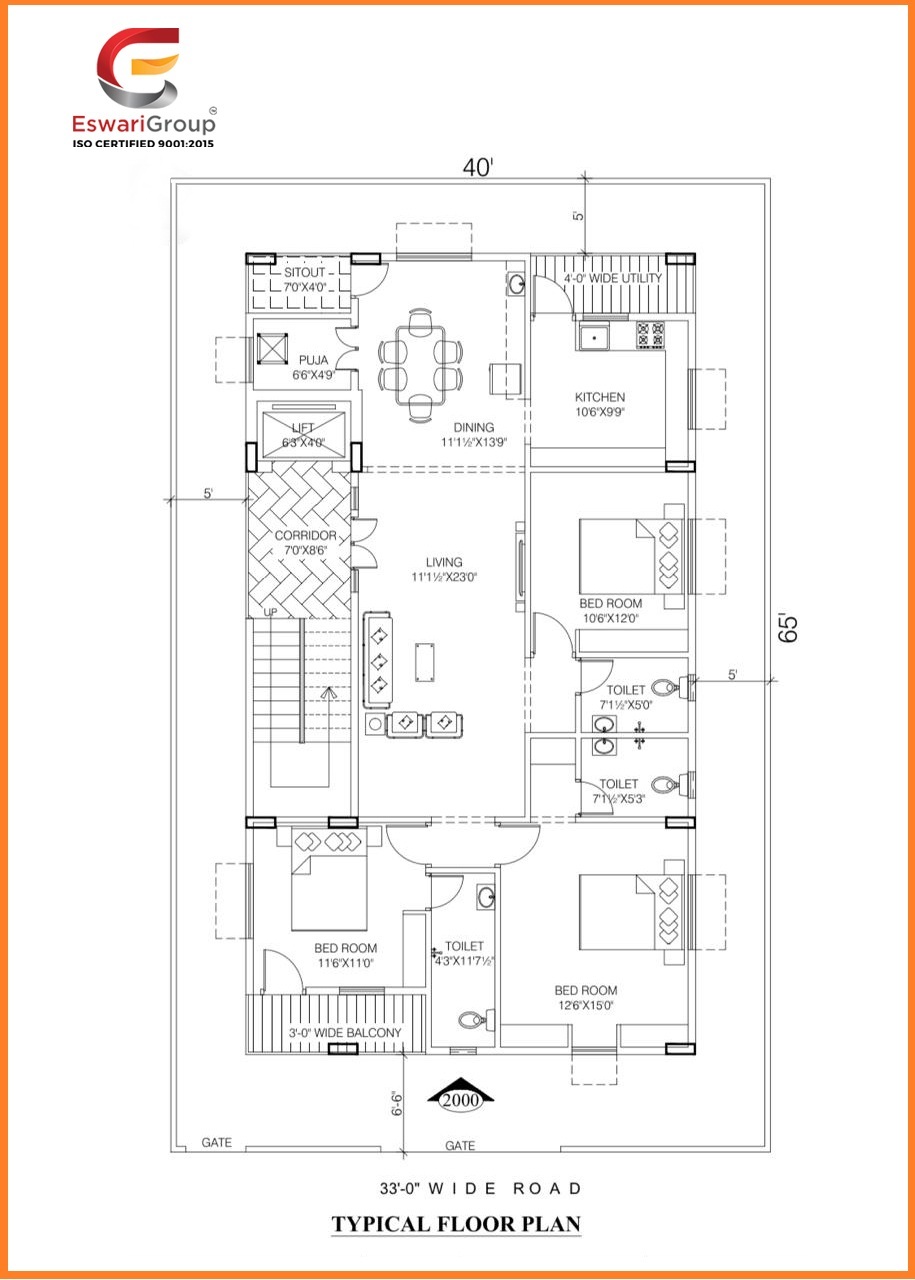 EswariGroup
ISO CERTIFIED 9001:2015
40'
5'
SITOUT
7'0"X4'0"
4'-0" WIDE UTILITY
PUJA
6'6"X4'9"
KITCHEN
10'6"X9'9"
LIFT
6'3"X4'0"
DINING
11'1½"X13'9"
5'
CORRIDOR
7'0"X8'6"
LIVING
11'1½"X23'0"
BED ROOM
10'6"X12'0"
UP
65'
5'
TOILET
7'1½"X5'0"
TOILET
7'1½"X5'3"
BED ROOM
11'6"X11'0"
TOILET
4'3"X11'7½"
BED ROOM
12'6"X15'0"
3'-0" WIDE BALCONY
6'-6"
2000
GATE
GATE
33'-0" WIDE ROAD
TYPICAL FLOOR PLAN